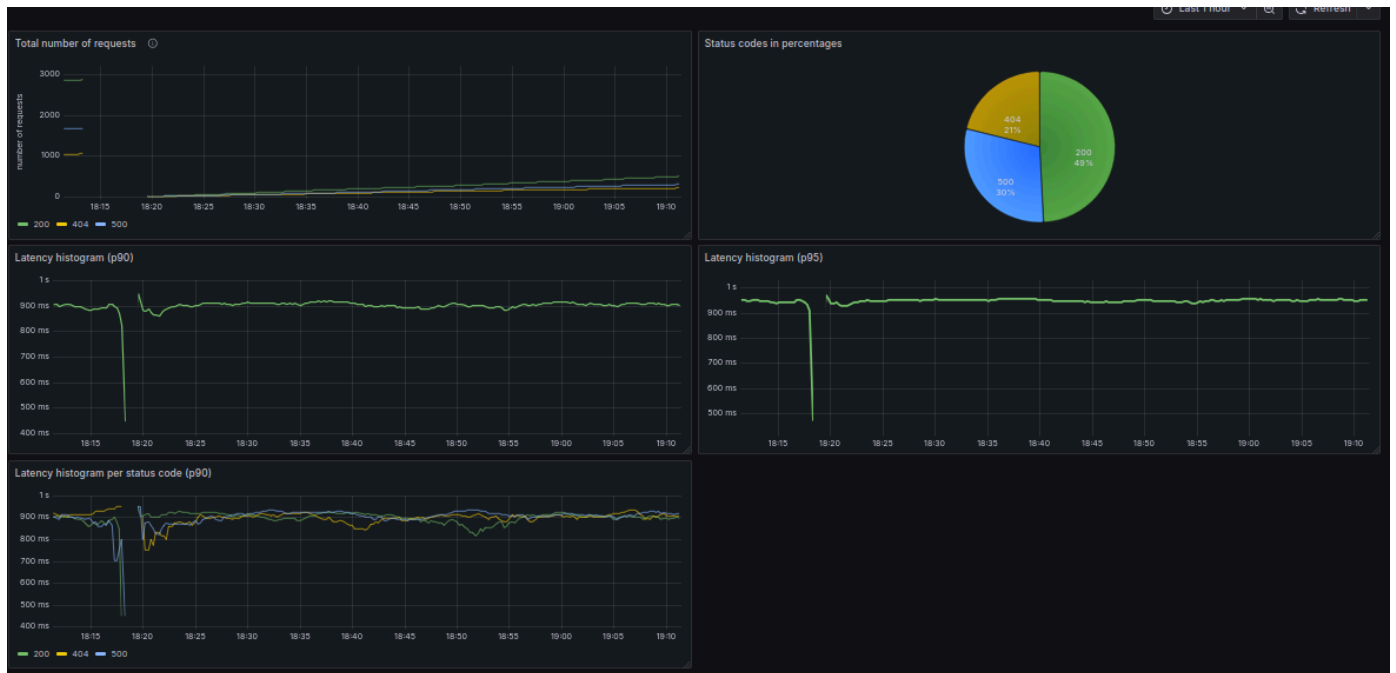 Last 1 hour
Refresh
Total number of requests
Status codes in percentages
number of requests
3000
2000
1000
0
18:15 18:20 18:25 18:30 18:35 18:40 18:45 18:50 18:55 19:00 19:05 19:10
200 404 500
404
21%
200
49%
500
30%
Latency histogram (p90)
1 s
900 ms
800 ms
700 ms
600 ms
500 ms
400 ms
18:15 18:20 18:25 18:30 18:35 18:40 18:45 18:50 18:55 19:00 19:05 19:10
Latency histogram (p95)
1 s
900 ms
800 ms
700 ms
600 ms
500 ms
18:15 18:20 18:25 18:30 18:35 18:40 18:45 18:50 18:55 19:00 19:05 19:10
Latency histogram per status code (p90)
1 s
900 ms
800 ms
700 ms
600 ms
500 ms
400 ms
18:15 18:20 18:25 18:30 18:35 18:40 18:45 18:50 18:55 19:00 19:05 19:10
200 404 500